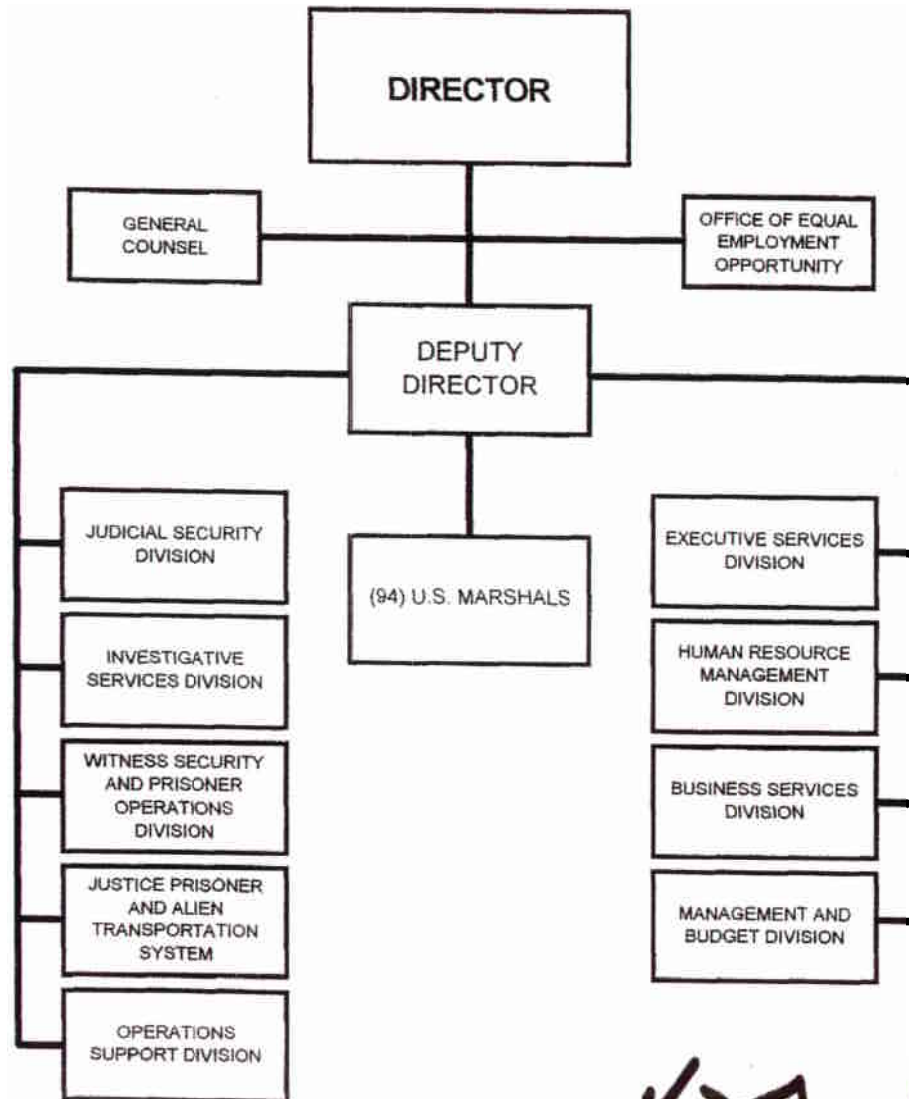 DIRECTOR
GENERAL
COUNSEL
OFFICE OF EQUAL
EMPLOYMENT
OPPORTUNITY
DEPUTY
DIRECTOR
JUDICIAL SECURITY
DIVISION
INVESTIGATIVE
SERVICES DIVISION
WITNESS SECURITY
AND PRISONER
OPERATIONS
DIVISION
JUSTICE PRISONER
AND ALIEN
TRANSPORTATION
SYSTEM
OPERATIONS
SUPPORT DIVISION
(94) U.S. MARSHALS
EXECUTIVE SERVICES
DIVISION
HUMAN RESOURCE
MANAGEMENT
DIVISION
BUSINESS SERVICES
DIVISION
MANAGEMENT AND
BUDGET DIVISION